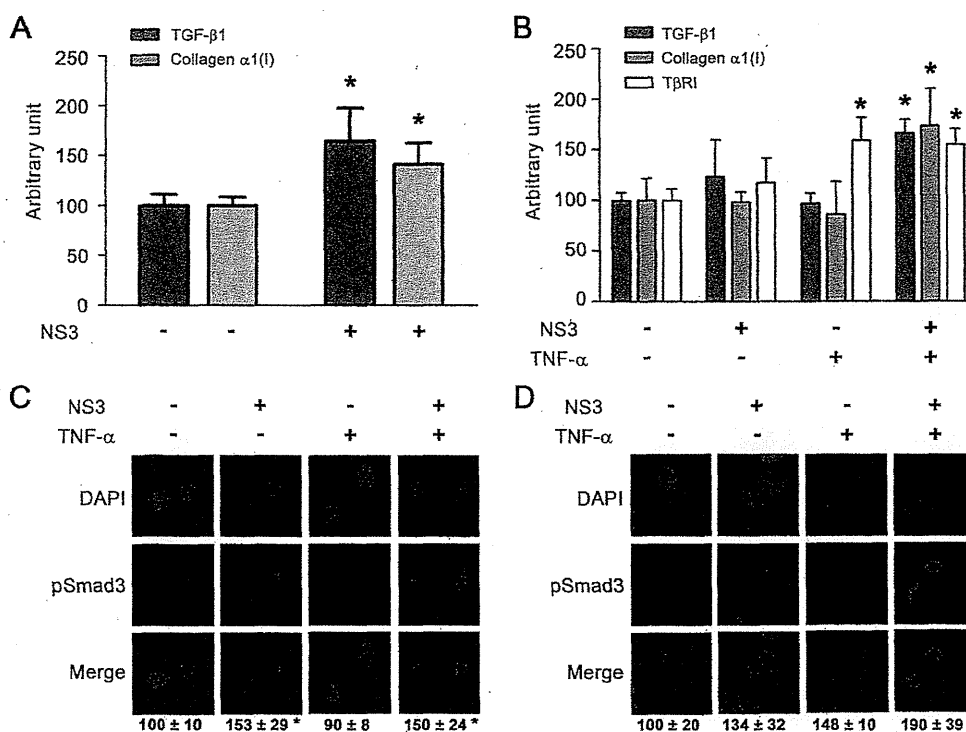 A
TGF-β1
Collagen α1(I)
Arbitrary unit
250
200
150
100
50
0
*
*
NS3 - - + +
B
TGF-β1
Collagen α1(I)
TβRI
Arbitrary unit
250
200
150
100
50
0
* * * *
NS3 - + - +
TNF-α - - + +
C
NS3 - + - +
TNF-α - - + +
DAPI
pSmad3
Merge
100 ± 10 153 ± 29 * 90 ± 8 150 ± 24 *
D
NS3 - + - +
TNF-α - - + +
DAPI
pSmad3
Merge
100 ± 20 134 ± 32 148 ± 10 190 ± 39